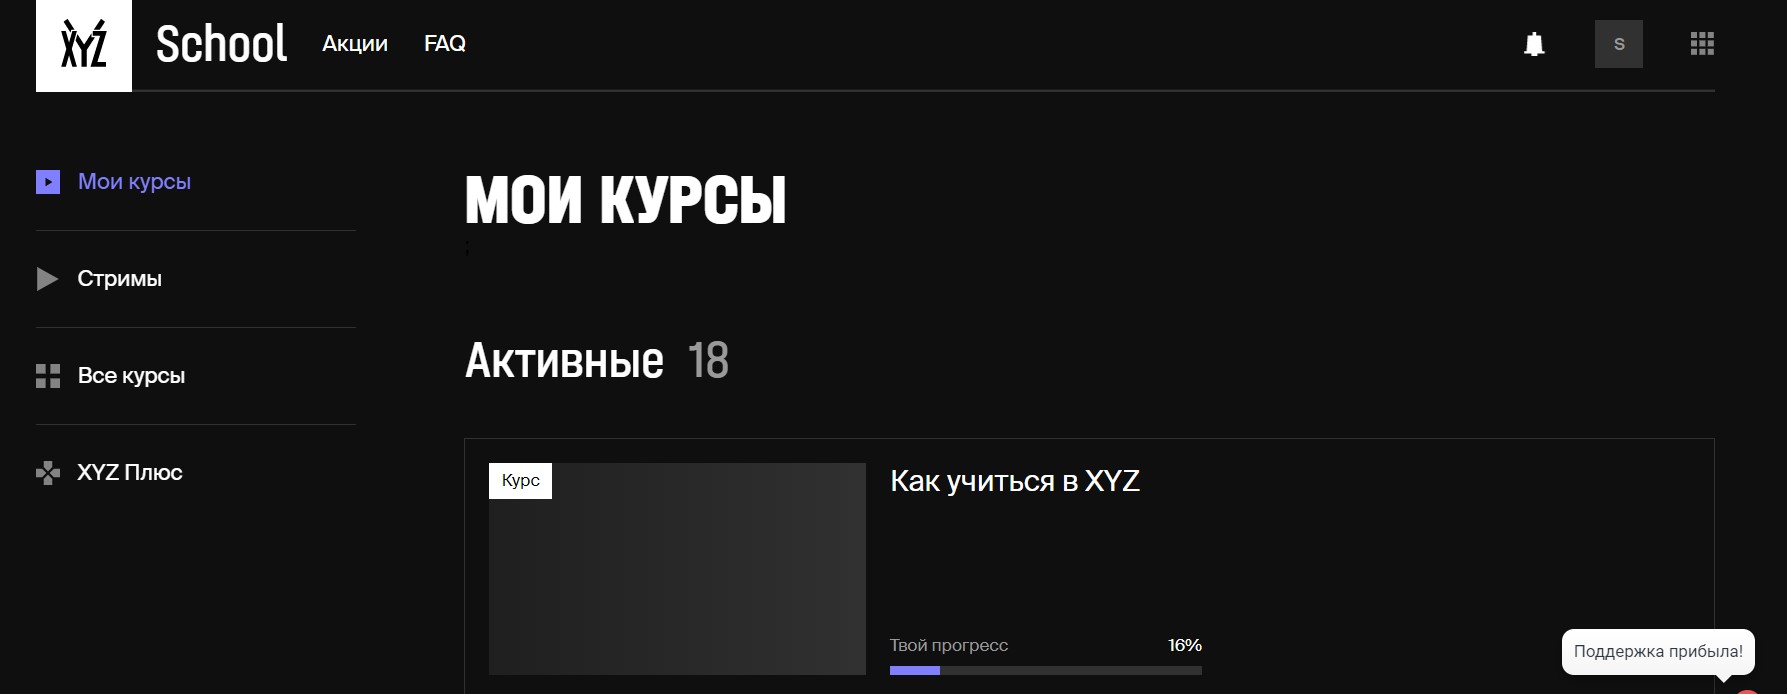 XYZ School Акции FAQ S
Мои курсы
Стримы
Все курсы
XYZ Плюс
МОИ КУРСЫ
;
Активные 18
Курс
Как учиться в XYZ
Твой прогресс 16%
Поддержка прибыла!